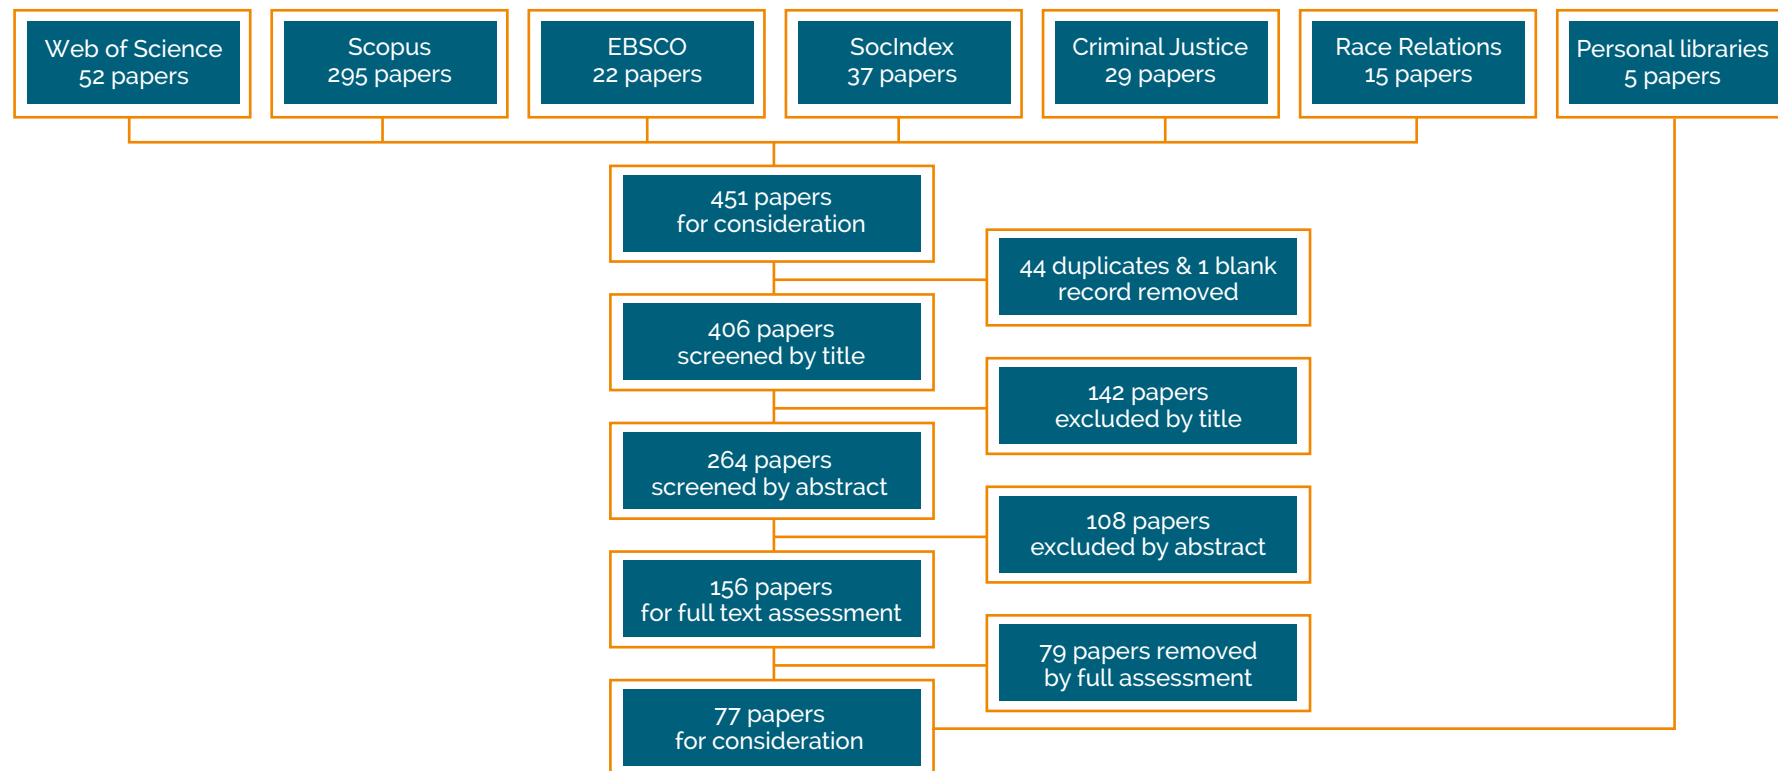 Web of Science
52 papers
Scopus
295 papers
EBSCO
22 papers
SocIndex
37 papers
Criminal Justice
29 papers
Race Relations
15 papers
Personal libraries
5 papers
451 papers
for consideration
44 duplicates & 1 blank
record removed
406 papers
screened by title
142 papers
excluded by title
264 papers
screened by abstract
108 papers
excluded by abstract
156 papers
for full text assessment
79 papers removed
by full assessment
77 papers
for consideration